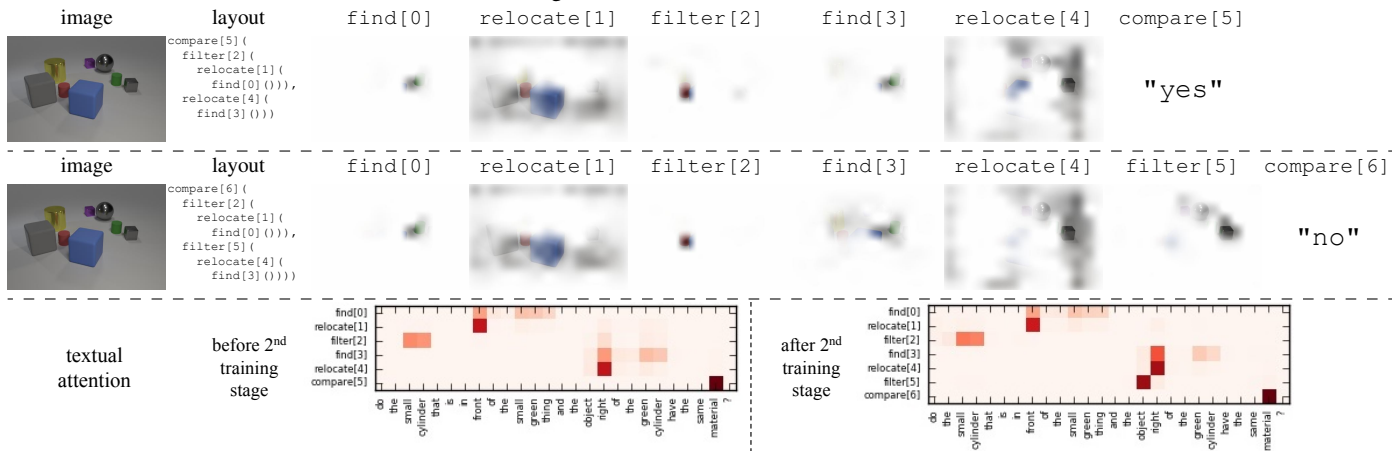 image layout find[0] relocate[1] filter[2] find[3] relocate[4] compare[5]
compare[5](
filter[2](
relocate[1](
find[0]())),
relocate[4](
find[3]()))
"yes"
image layout find[0] relocate[1] filter[2] find[3] relocate[4] filter[5] compare[6]
compare[6](
filter[2](
relocate[1](
find[0]())),
filter[5](
relocate[4](
find[3]())))
"no"
textual
attention
before 2nd
training
stage
find[0]
relocate[1]
filter[2]
find[3]
relocate[4]
compare[5]
do the small cylinder that is in front of the small green thing and the object right of the green cylinder have the same material ?
after 2nd
training
stage
find[0]
relocate[1]
filter[2]
find[3]
relocate[4]
filter[5]
compare[6]
do the small cylinder that is in front of the small green thing and the object right of the green cylinder have the same material ?